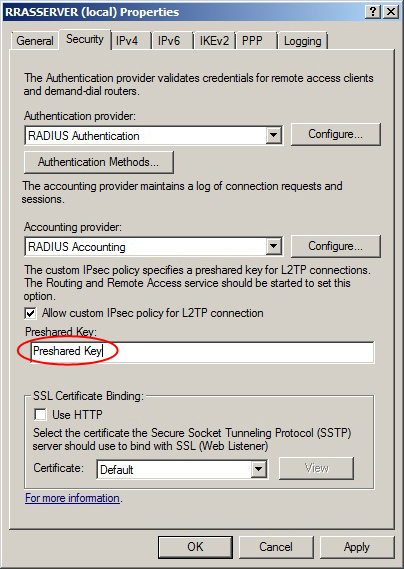 RRASSERVER (local) Properties
General Security IPv4 IPv6 IKEv2 PPP Logging
The Authentication provider validates credentials for remote access clients
and demand-dial routers.
Authentication provider:
RADIUS Authentication Configure...
Authentication Methods...
The accounting provider maintains a log of connection requests and
sessions.
Accounting provider:
RADIUS Accounting Configure...
The custom IPsec policy specifies a preshared key for L2TP connections.
The Routing and Remote Access service should be started to set this
option.
Allow custom IPsec policy for L2TP connection
Preshared Key:
Preshared Key
SSL Certificate Binding:
Use HTTP
Select the certificate the Secure Socket Tunneling Protocol (SSTP)
server should use to bind with SSL (Web Listener)
Certificate: Default View
For more information.
OK Cancel Apply